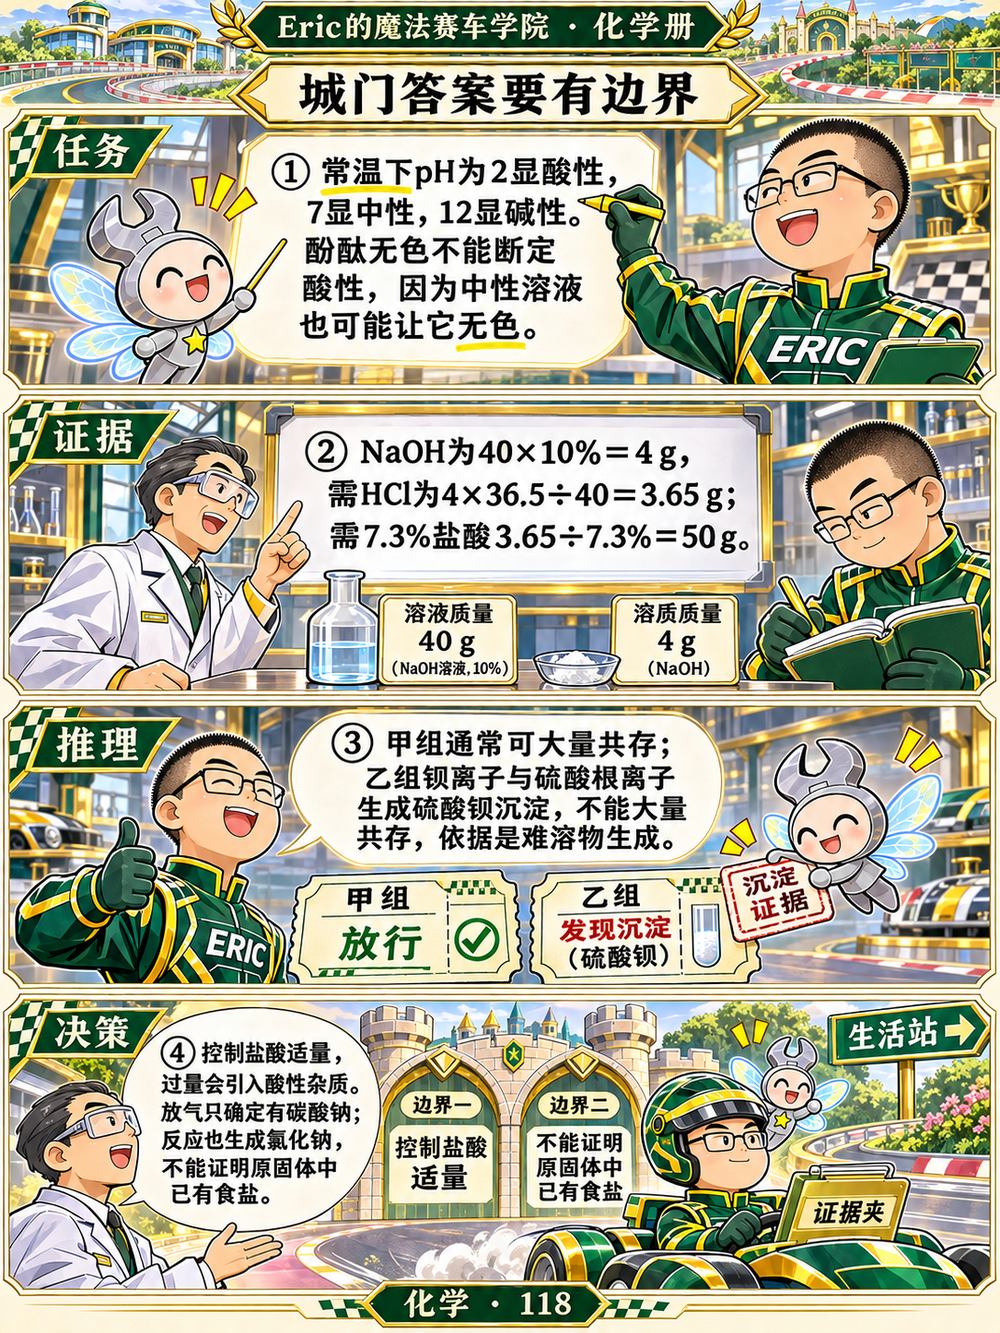 Eric的魔法赛车学院 · 化学册
城门答案要有边界
任务
① 常温下pH为2显酸性，
7显中性，12显碱性。
酚酞无色不能断定
酸性，因为中性溶液
也可能让它无色。
ERIC
证据
② NaOH为40×10%＝4 g，
需HCl为4×36.5÷40＝3.65 g；
需7.3%盐酸3.65÷7.3%＝50 g。
溶液质量
40 g
（NaOH溶液，10%）
溶质质量
4 g
（NaOH）
推理
③ 甲组通常可大量共存；
乙组钡离子与硫酸根离子
生成硫酸钡沉淀，不能大量
共存，依据是难溶物生成。
ERIC
甲组
放行
乙组
发现沉淀
（硫酸钡）
沉淀
证据
决策
④ 控制盐酸适量，
过量会引入酸性杂质。
放气只确定有碳酸钠；
反应也生成氯化钠，
不能证明原固体中
已有食盐。
边界一
控制盐酸
适量
边界二
不能证明
原固体中
已有食盐
生活站
证据夹
化学 · 118